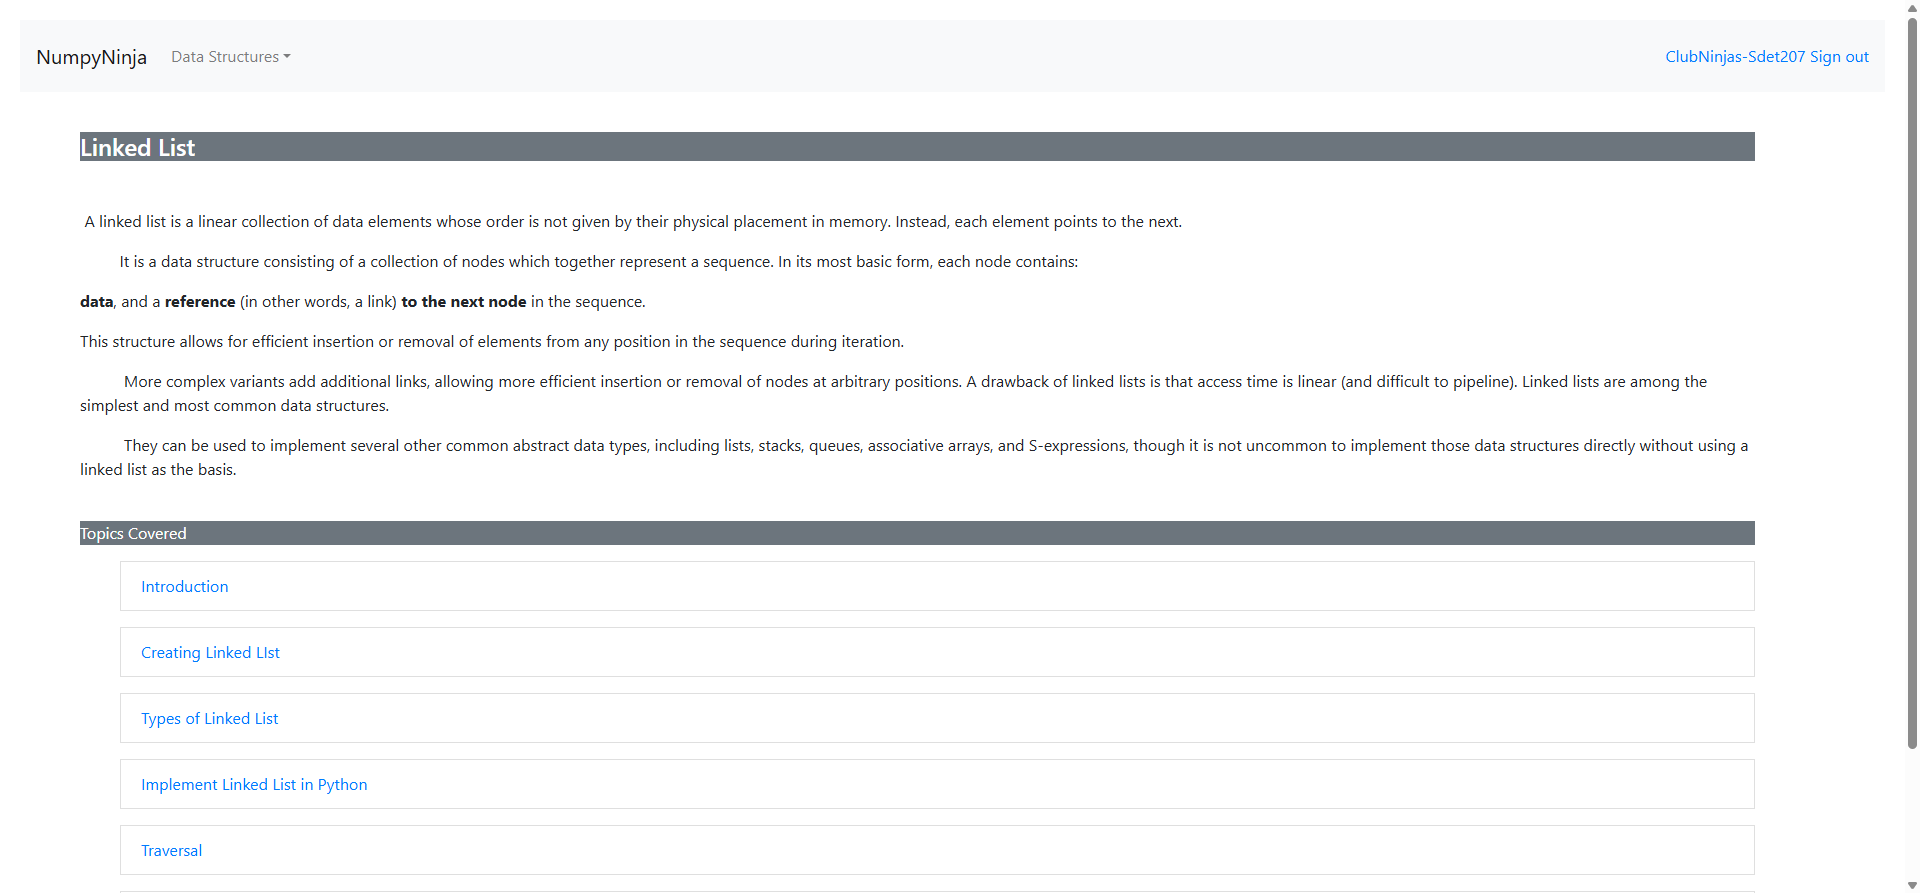 NumpyNinja
Data Structures
ClubNinjas-Sdet207 Sign out
Linked List
A linked list is a linear collection of data elements whose order is not given by their physical placement in memory. Instead, each element points to the next.
It is a data structure consisting of a collection of nodes which together represent a sequence. In its most basic form, each node contains:
data, and a reference (in other words, a link) to the next node in the sequence.
This structure allows for efficient insertion or removal of elements from any position in the sequence during iteration.
More complex variants add additional links, allowing more efficient insertion or removal of nodes at arbitrary positions. A drawback of linked lists is that access time is linear (and difficult to pipeline). Linked lists are among the
simplest and most common data structures.
They can be used to implement several other common abstract data types, including lists, stacks, queues, associative arrays, and S-expressions, though it is not uncommon to implement those data structures directly without using a
linked list as the basis.
Topics Covered
Introduction
Creating Linked LIst
Types of Linked List
Implement Linked List in Python
Traversal